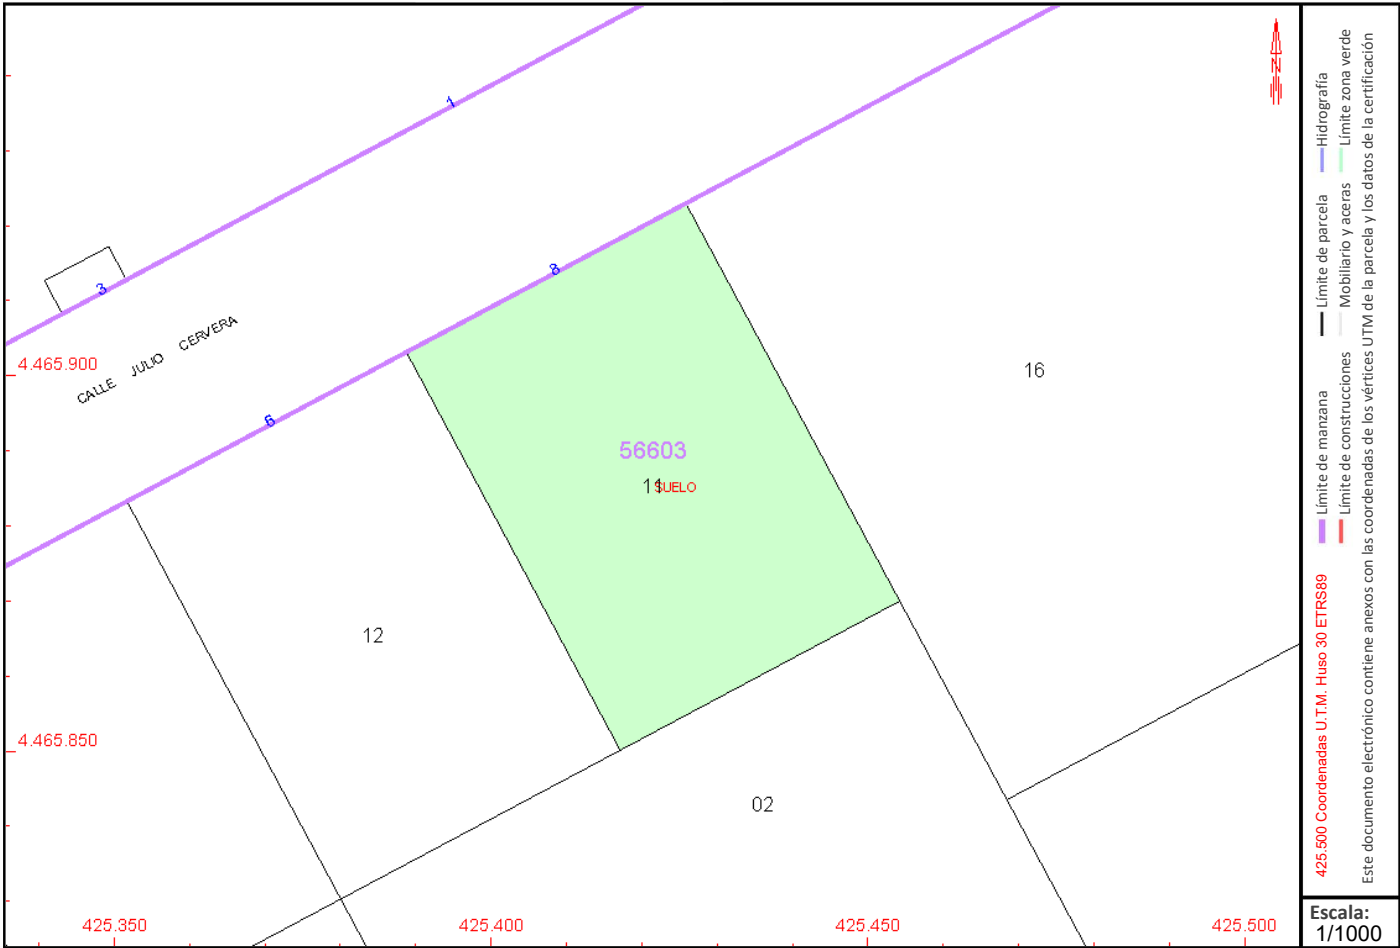 1
3
8
CALLE JULIO CERVERA
4.465.900
16
6
56603
11
SUELO
12
4.465.850
02
425.350
425.400
425.450
425.500
N
425.500 Coordenadas U.T.M. Huso 30 ETRS89
Límite de manzana
Límite de parcela
Hidrografía
Límite de construcciones
Mobiliario y aceras
Límite zona verde
Este documento electrónico contiene anexos con las coordenadas de los vértices UTM de la parcela y los datos de la certificación
Escala:
1/1000